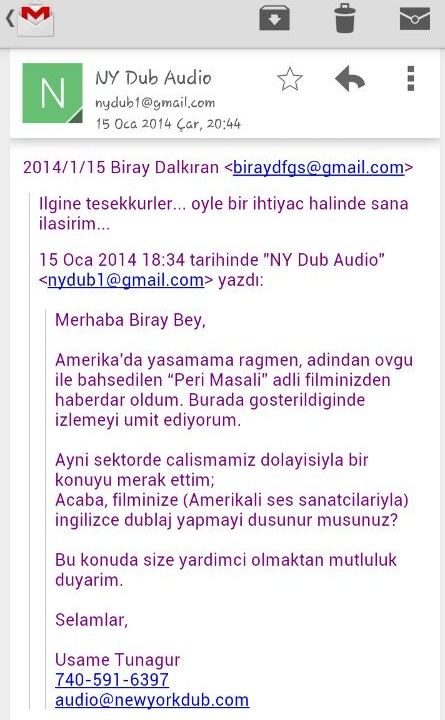 N
NY Dub Audio
nydub1@gmail.com
15 Oca 2014 Çar, 20:44
2014/1/15 Biray Dalkıran <biraydfgs@gmail.com>
Ilgine tesekkurler... oyle bir ihtiyac halinde sana
ilasirim...
15 Oca 2014 18:34 tarihinde "NY Dub Audio"
<nydub1@gmail.com> yazdı:
Merhaba Biray Bey,
Amerika'da yasamama ragmen, adindan ovgu
ile bahsedilen “Peri Masali” adli filminizden
haberdar oldum. Burada gosterildiginde
izlemeyi umit ediyorum.
Ayni sektorde calismamiz dolayisiyla bir
konuyu merak ettim;
Acaba, filminize (Amerikali ses sanatcilariyla)
ingilizce dublaj yapmayi dusunur musunuz?
Bu konuda size yardimci olmaktan mutluluk
duyarim.
Selamlar,
Usame Tunagur
740-591-6397
audio@newyorkdub.com